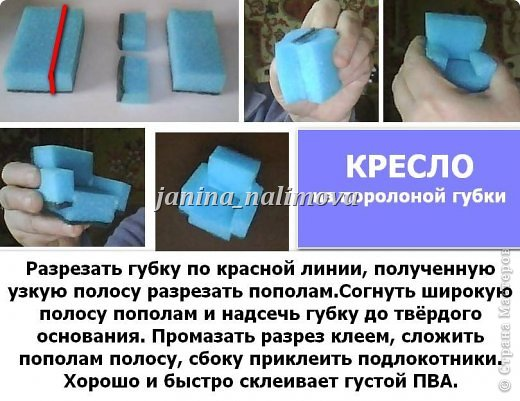 КРЕСЛО
из поролоной губки
janina_nalimova
Разрезать губку по красной линии, полученную
узкую полосу разрезать пополам.Согнуть широкую
полосу пополам и надсечь губку до твёрдого
основания. Промазать разрез клеем, сложить
пополам полосу, сбоку приклеить подлокотники.
Хорошо и быстро склеивает густой ПВА.
© Страна Мастеров